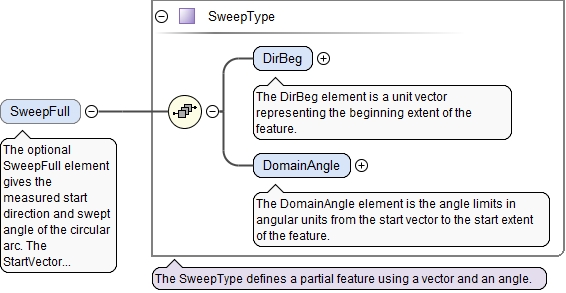 SweepType
DirBeg
The DirBeg element is a unit vector
representing the beginning extent of the
feature.
SweepFull
The optional
SweepFull element
gives the
measured start
direction and swept
angle of the circular
arc. The
StartVector...
DomainAngle
The DomainAngle element is the angle limits in
angular units from the start vector to the start extent
of the feature.
The SweepType defines a partial feature using a vector and an angle.